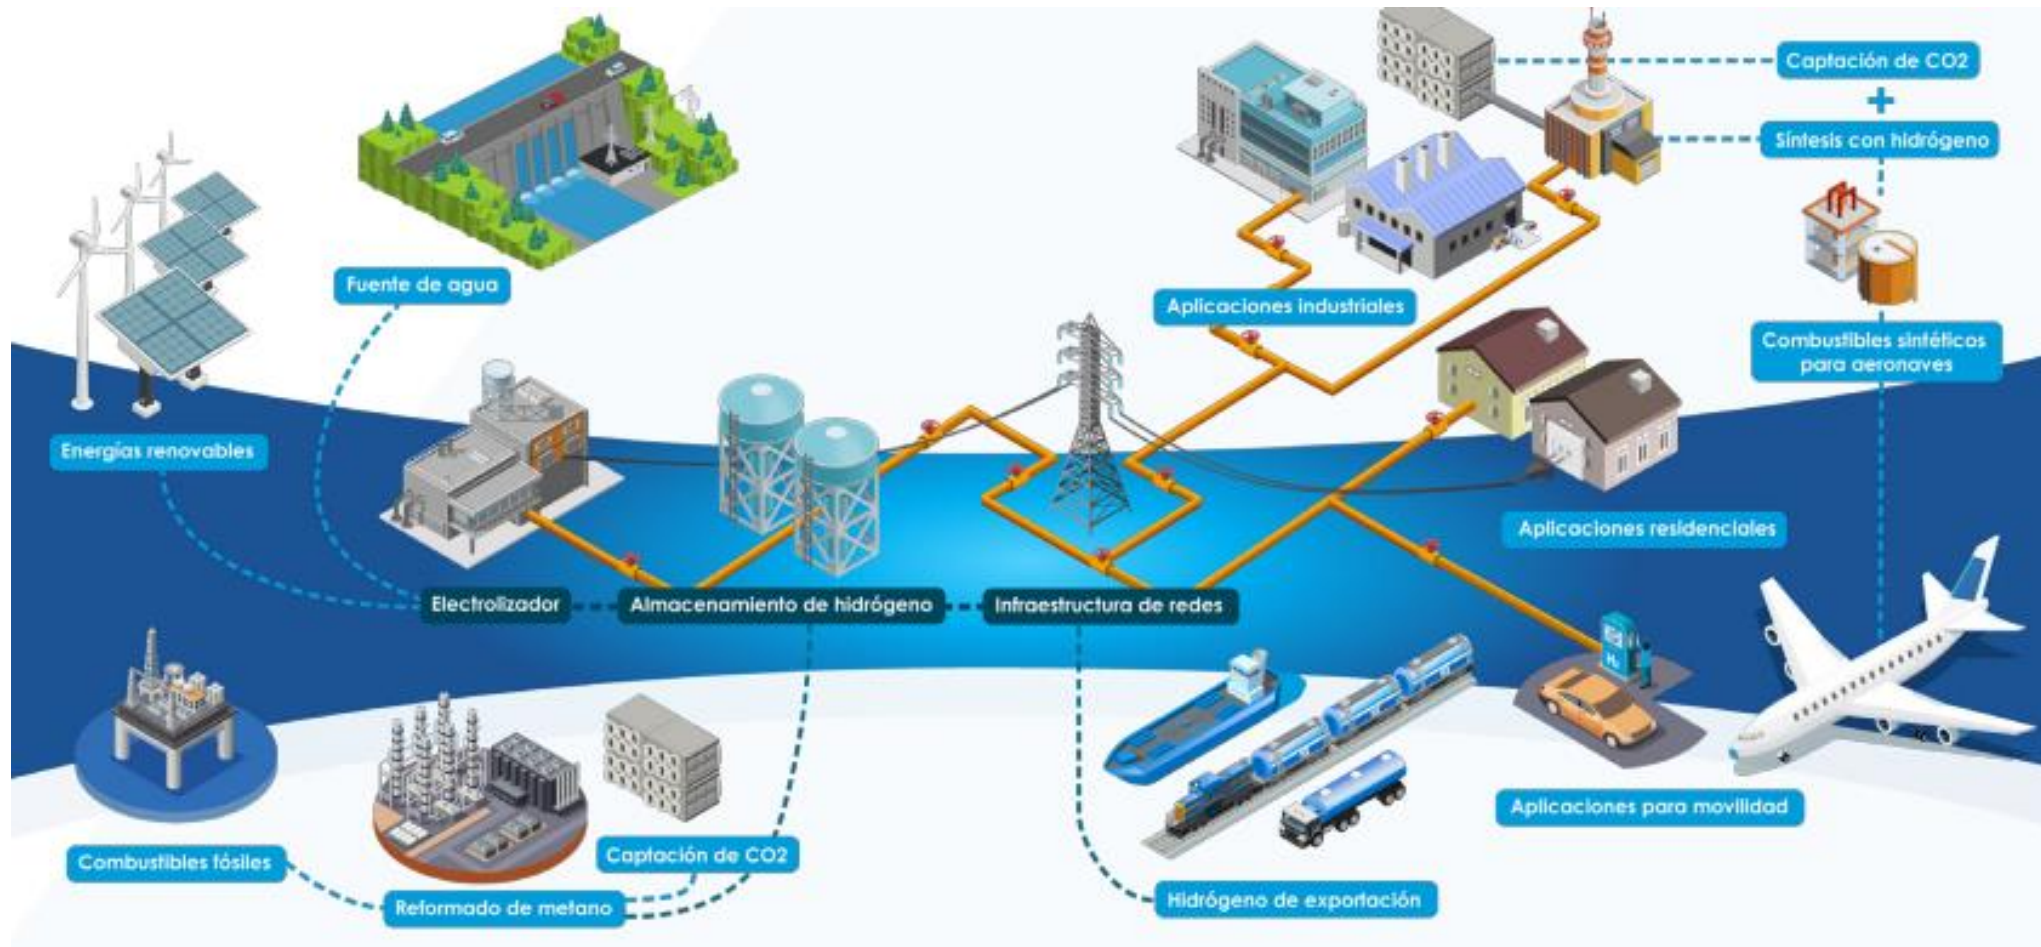 Captación de CO2
+
Síntesis con hidrógeno
Fuente de agua
Aplicaciones industriales
Combustibles sintéticos
para aeronaves
Energías renovables
Aplicaciones residenciales
Electrolizador
Almacenamiento de hidrógeno
Infraestructura de redes
H₂
Aplicaciones para movilidad
Combustibles fósiles
Captación de CO2
Reformado de metano
Hidrógeno de exportación